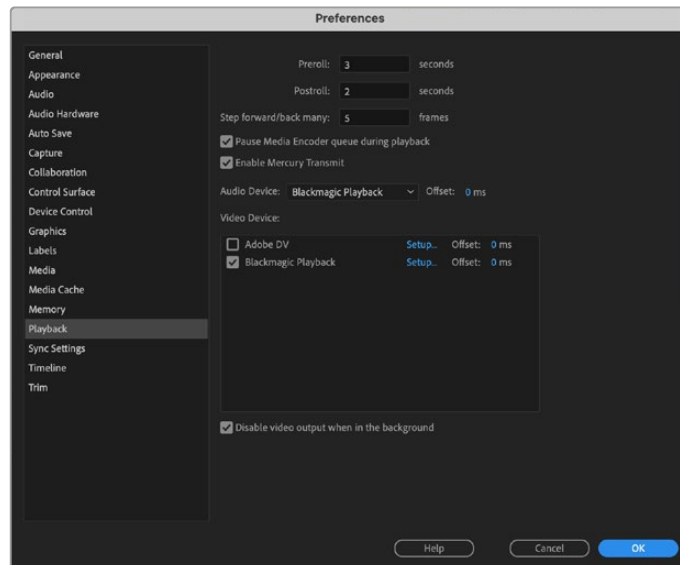 Preferences
General
Appearance
Audio
Audio Hardware
Auto Save
Capture
Collaboration
Control Surface
Device Control
Graphics
Labels
Media
Media Cache
Memory
Playback
Sync Settings
Timeline
Trim
Preroll: 3 seconds
Postroll: 2 seconds
Step forward/back many: 5 frames
Pause Media Encoder queue during playback
Enable Mercury Transmit
Audio Device: Blackmagic Playback Offset: 0 ms
Video Device:
Adobe DV Setup... Offset: 0 ms
Blackmagic Playback Setup... Offset: 0 ms
Disable video output when in the background
Help Cancel OK